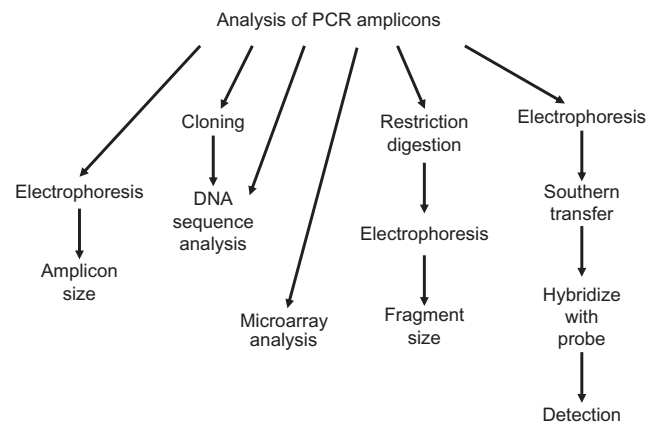 Analysis of PCR amplicons
Electrophoresis
Amplicon
size
Cloning
DNA
sequence
analysis
Microarray
analysis
Restriction
digestion
Electrophoresis
Fragment
size
Electrophoresis
Southern
transfer
Hybridize
with
probe
Detection